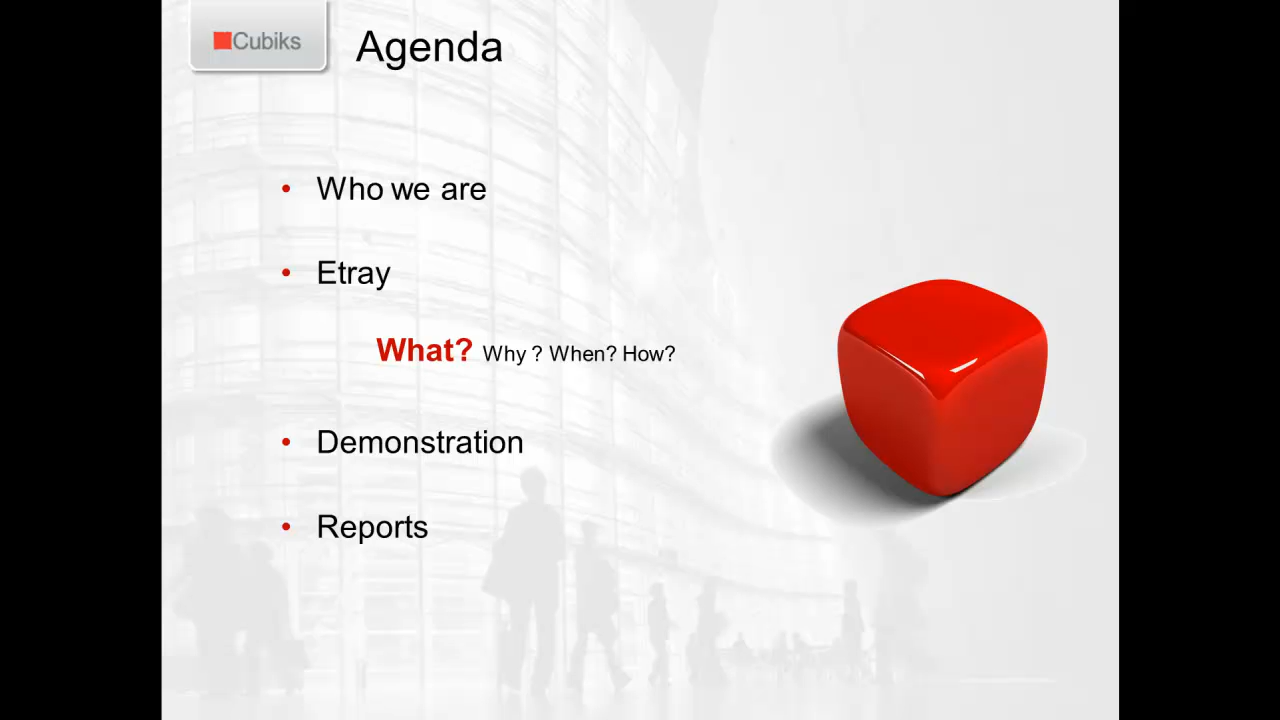 Cubiks
Agenda
• Who we are
• Etray
What? Why ? When? How?
• Demonstration
• Reports